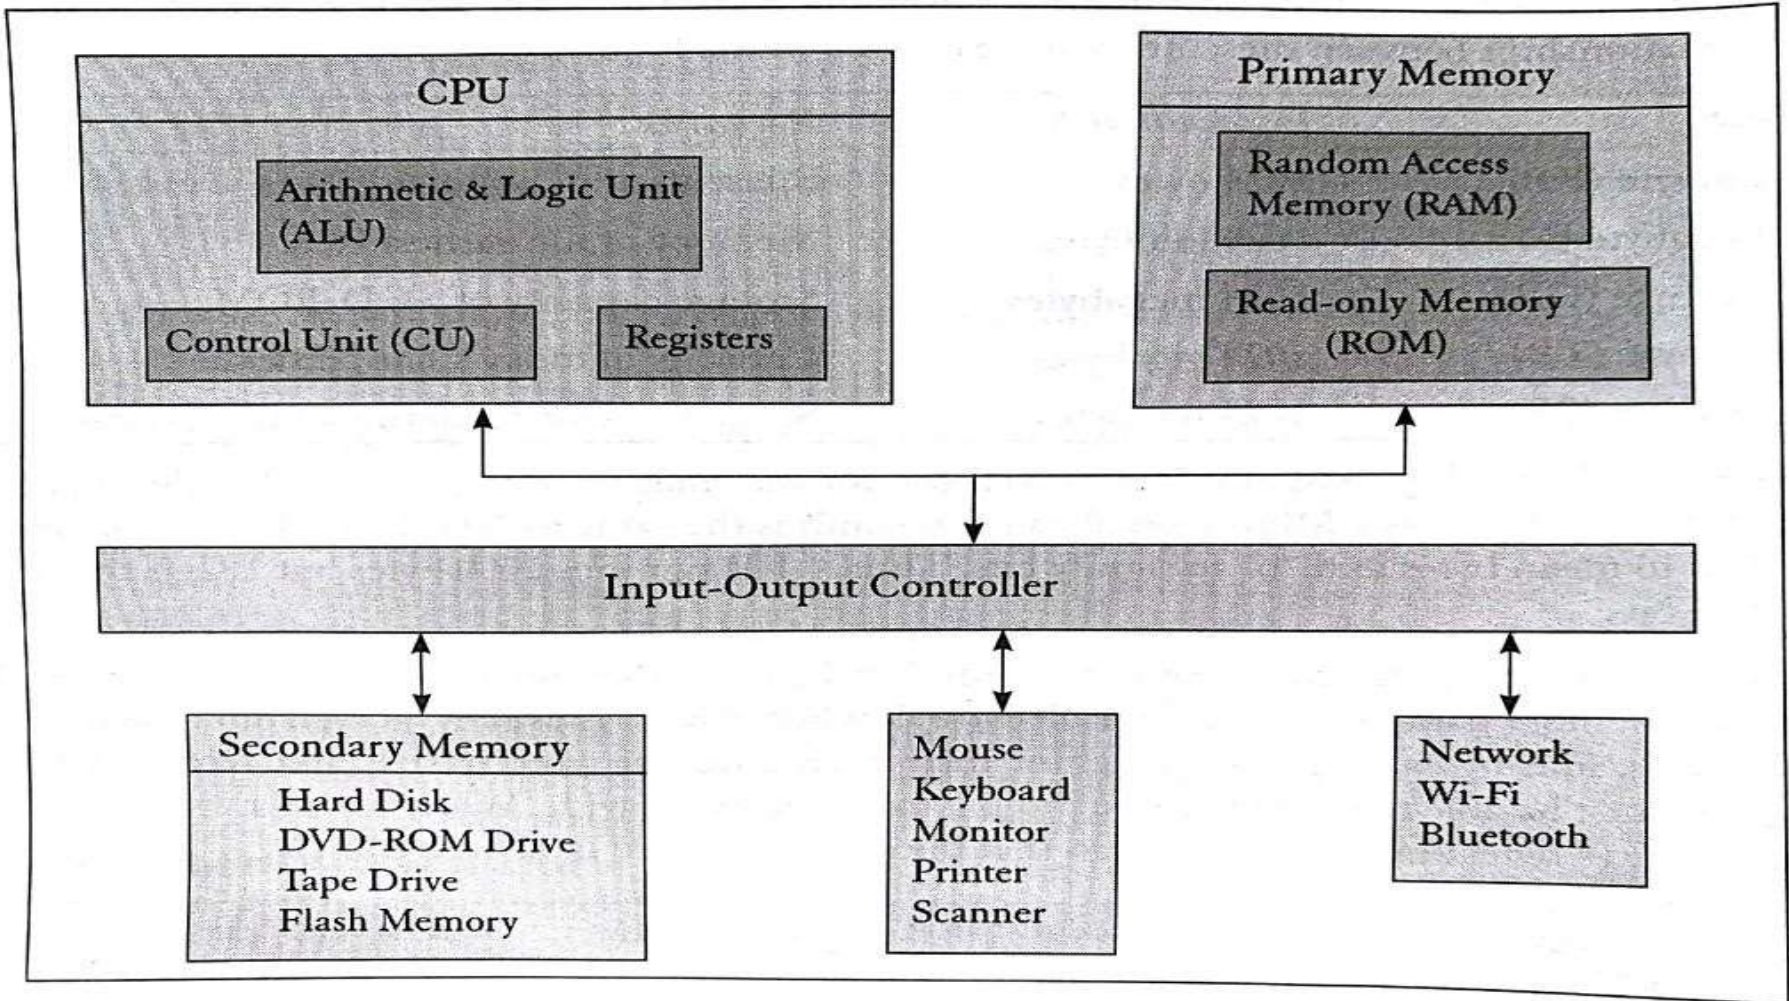 CPU
Arithmetic & Logic Unit
(ALU)
Control Unit (CU)
Registers
Primary Memory
Random Access
Memory (RAM)
Read-only Memory
(ROM)
Input-Output Controller
Secondary Memory
Hard Disk
DVD-ROM Drive
Tape Drive
Flash Memory
Mouse
Keyboard
Monitor
Printer
Scanner
Network
Wi-Fi
Bluetooth